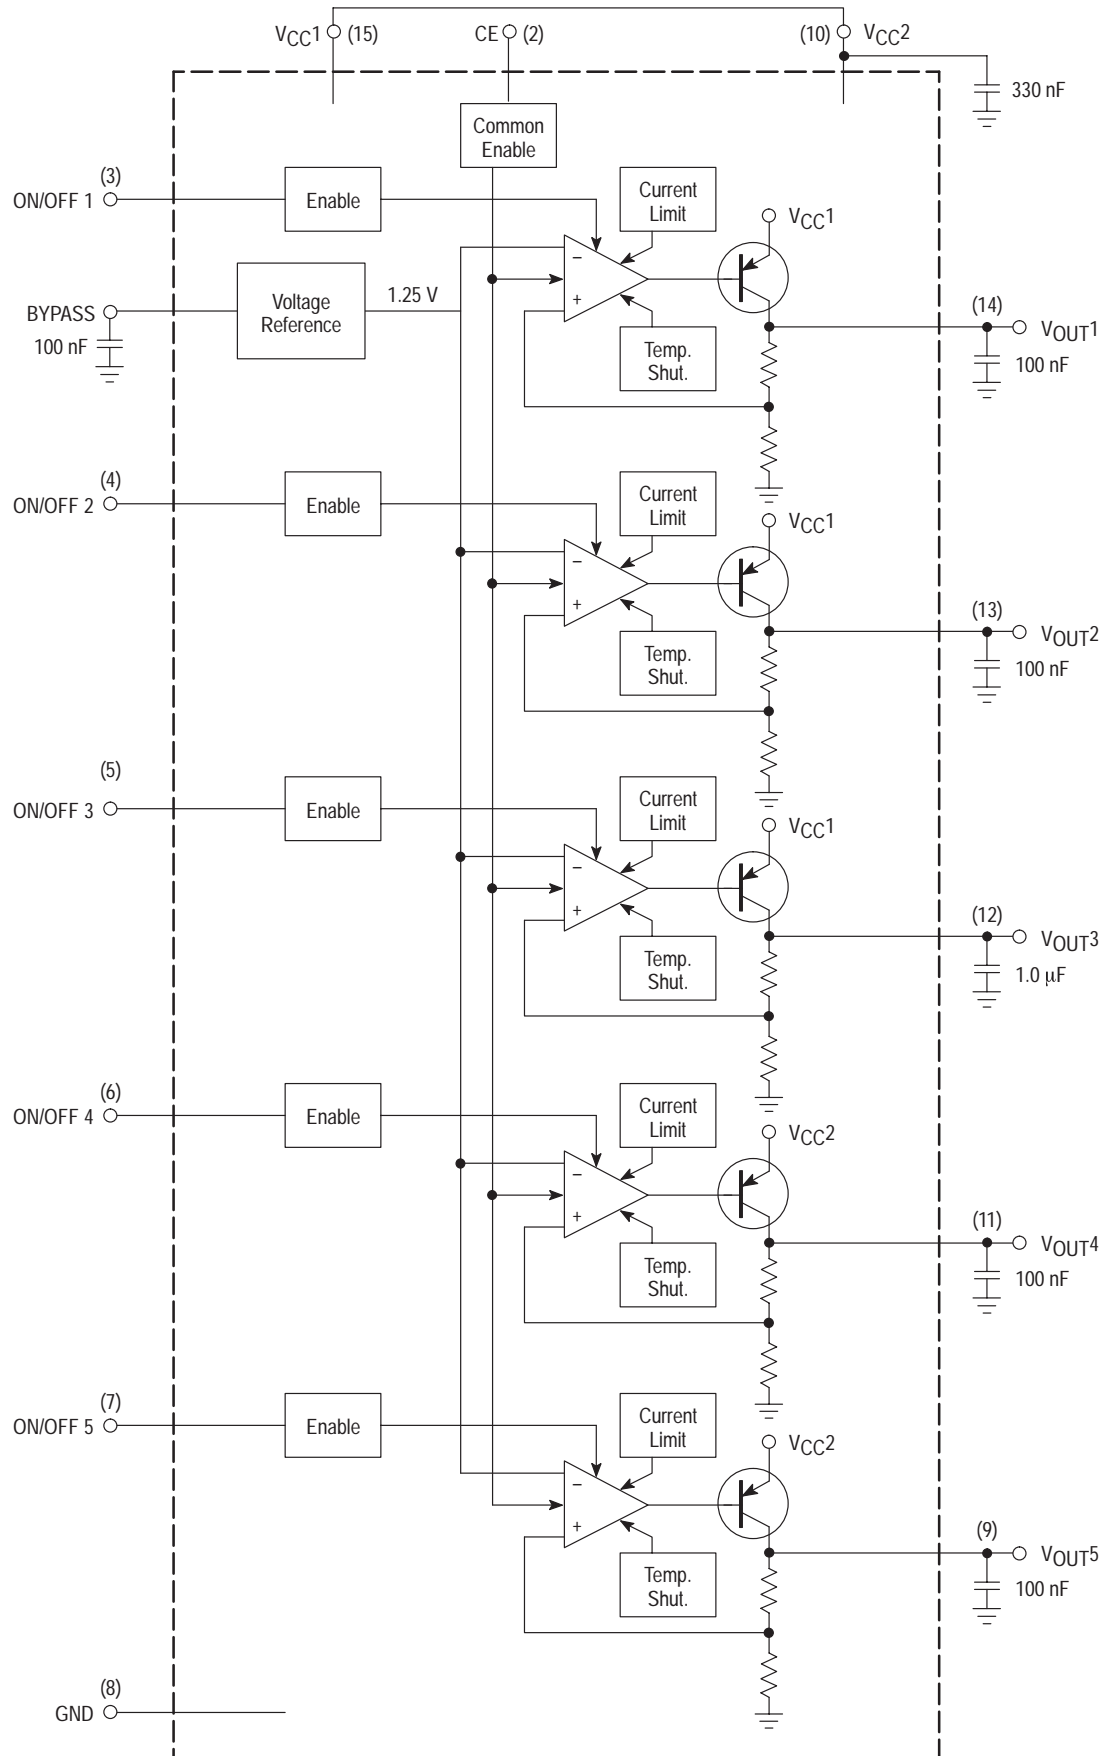 VCC1 (15)
CE (2)
(10) VCC2
330 nF
Common
Enable
(3)
ON/OFF 1
Enable
Current
Limit
VCC1
−
+
BYPASS
100 nF
Voltage
Reference
1.25 V
Temp.
Shut.
(14)
VOUT1
100 nF
(4)
ON/OFF 2
Enable
Current
Limit
VCC1
−
+
Temp.
Shut.
(13)
VOUT2
100 nF
(5)
ON/OFF 3
Enable
Current
Limit
VCC1
−
+
Temp.
Shut.
(12)
VOUT3
1.0 µF
(6)
ON/OFF 4
Enable
Current
Limit
VCC2
−
+
Temp.
Shut.
(11)
VOUT4
100 nF
(7)
ON/OFF 5
Enable
Current
Limit
VCC2
−
+
Temp.
Shut.
(9)
VOUT5
100 nF
(8)
GND